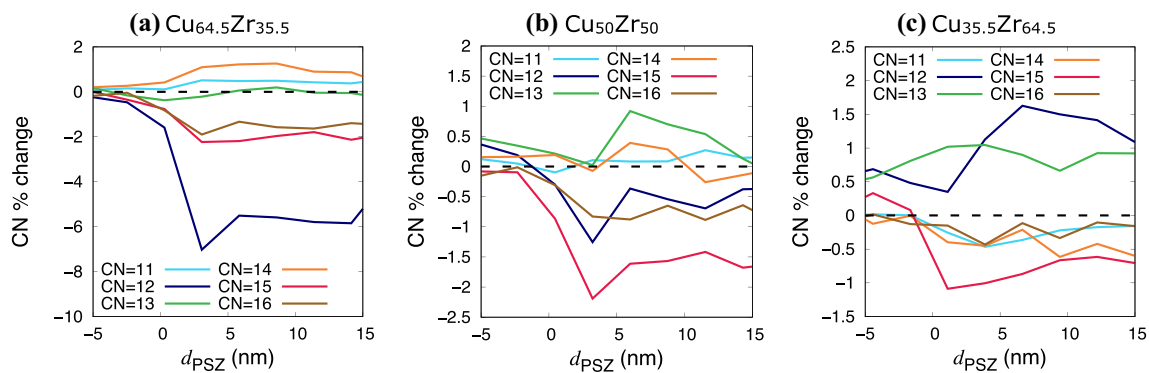 (a) Cu64.5Zr35.5
CN % change
2
0
−2
−4
−6
−8
−10
CN=11 CN=14
CN=12 CN=15
CN=13 CN=16
−5 0 5 10 15
dPSZ (nm)
(b) Cu50Zr50
CN % change
2
1.5
1
0.5
0
−0.5
−1
−1.5
−2
−2.5
CN=11 CN=14
CN=12 CN=15
CN=13 CN=16
−5 0 5 10 15
dPSZ (nm)
(c) Cu35.5Zr64.5
CN % change
2.5
2
1.5
1
0.5
0
−0.5
−1
−1.5
CN=11 CN=14
CN=12 CN=15
CN=13 CN=16
−5 0 5 10 15
dPSZ (nm)